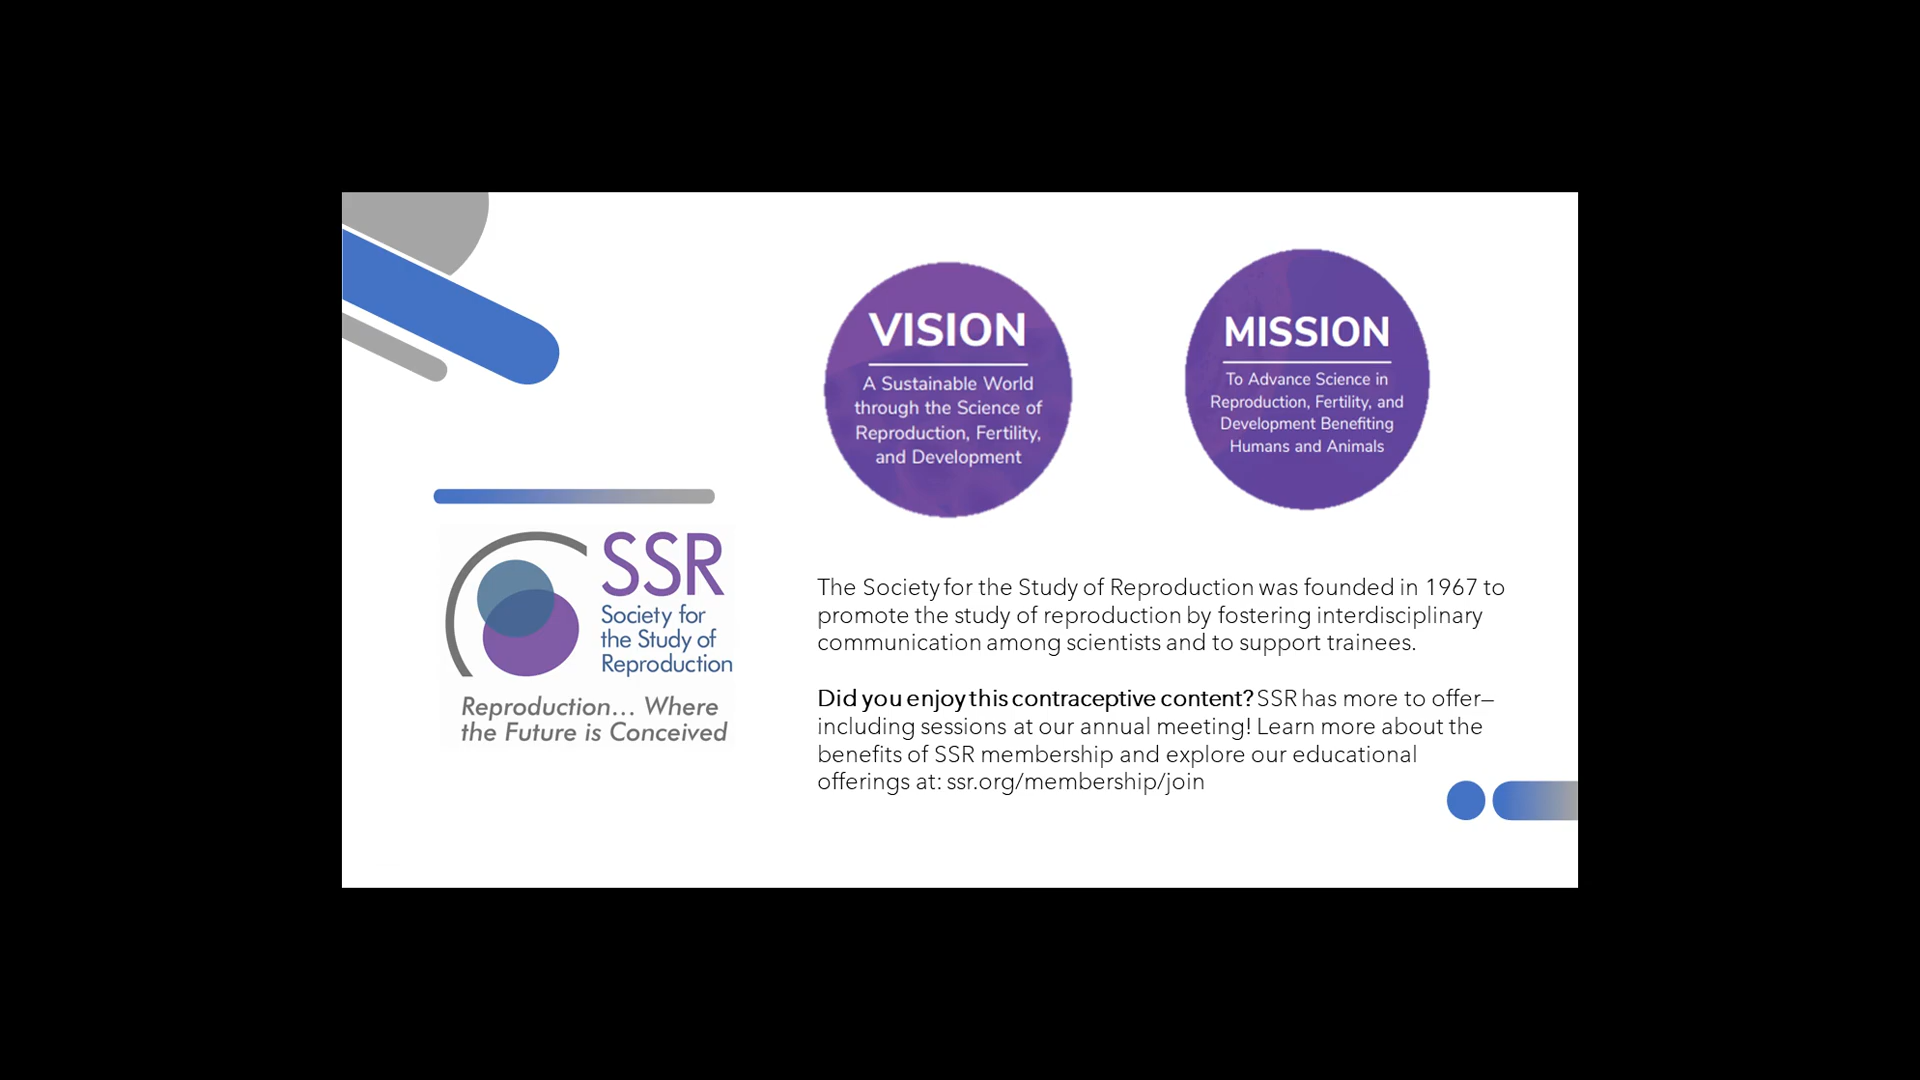 VISION
A Sustainable World
through the Science of
Reproduction, Fertility,
and Development
MISSION
To Advance Science in
Reproduction, Fertility, and
Development Benefiting
Humans and Animals
SSR
Society for
the Study of
Reproduction
Reproduction... Where
the Future is Conceived
The Society for the Study of Reproduction was founded in 1967 to
promote the study of reproduction by fostering interdisciplinary
communication among scientists and to support trainees.
Did you enjoy this contraceptive content? SSR has more to offer–
including sessions at our annual meeting! Learn more about the
benefits of SSR membership and explore our educational
offerings at: ssr.org/membership/join